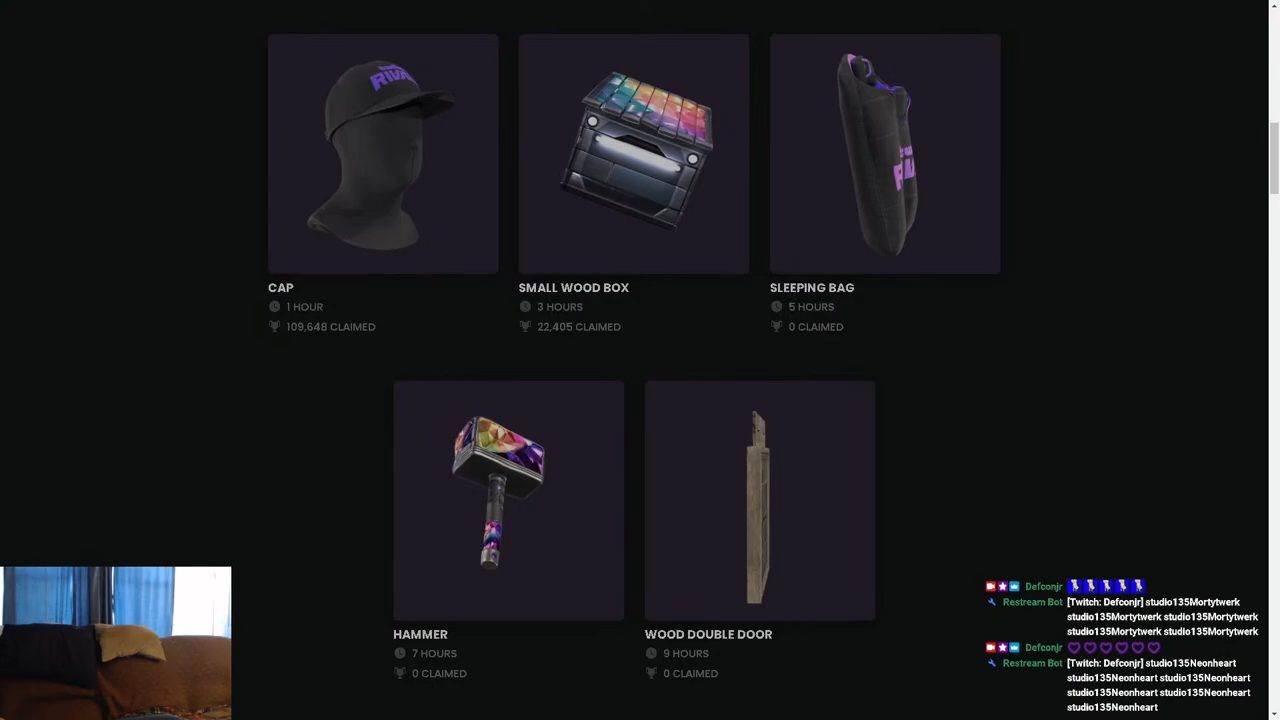 CAP
1 HOUR
109,648 CLAIMED
SMALL WOOD BOX
3 HOURS
22,405 CLAIMED
SLEEPING BAG
5 HOURS
0 CLAIMED
HAMMER
7 HOURS
0 CLAIMED
WOOD DOUBLE DOOR
9 HOURS
0 CLAIMED
Defconjr
Restream Bot [Twitch: Defconjr] studio135Mortytwerk
studio135Mortytwerk studio135Mortytwerk
studio135Mortytwerk studio135Mortytwerk
Defconjr
Restream Bot [Twitch: Defconjr] studio135Neonheart
studio135Neonheart studio135Neonheart
studio135Neonheart studio135Neonheart
studio135Neonheart